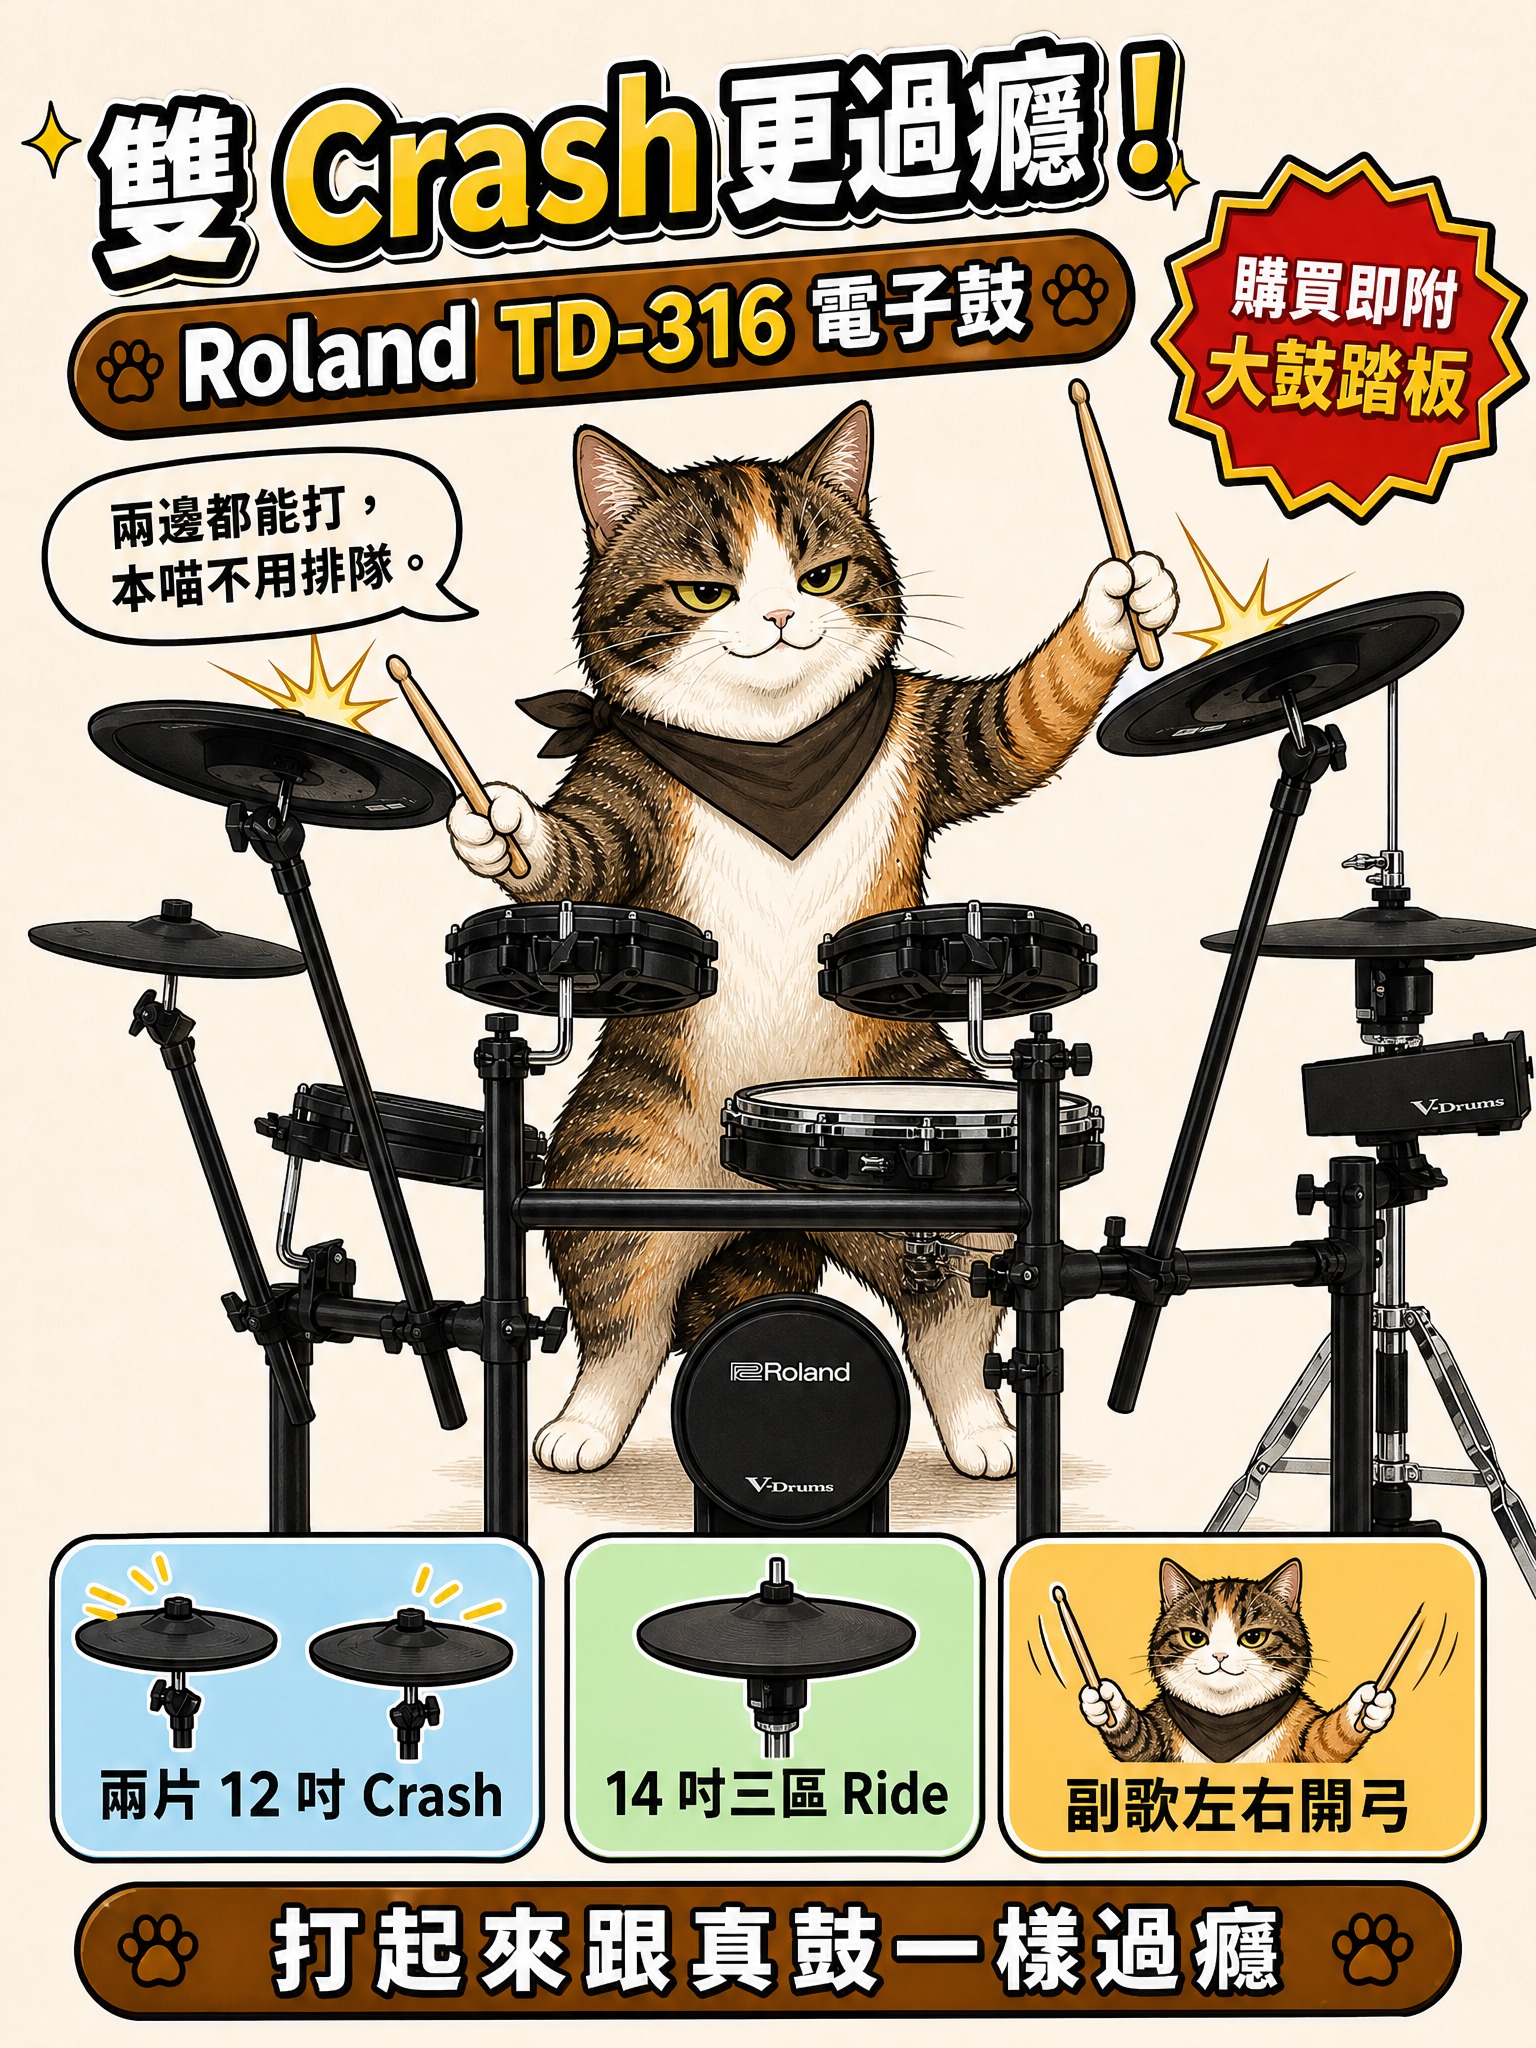 雙 Crash 更過癮！
Roland TD-316 電子鼓
購買即附
大鼓踏板
兩邊都能打，
本喵不用排隊。
V-Drums
Roland
V-Drums
兩片 12 吋 Crash
14 吋三區 Ride
副歌左右開弓
打起來跟真鼓一樣過癮